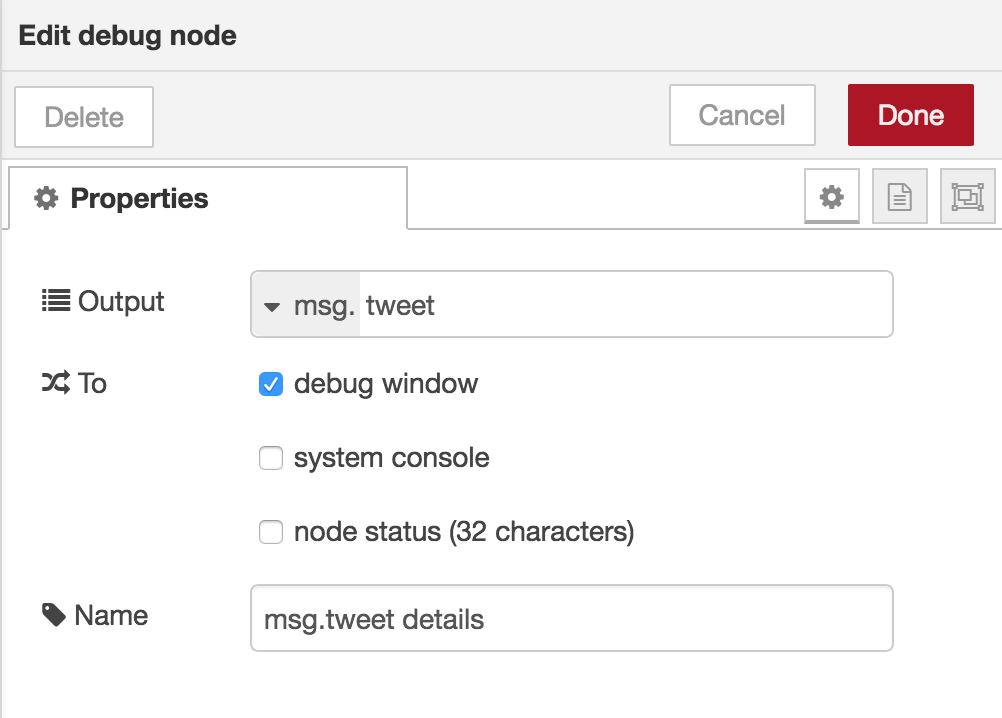 Edit debug node
Delete Cancel Done
Properties
Output msg. tweet
To debug window
system console
node status (32 characters)
Name msg.tweet details